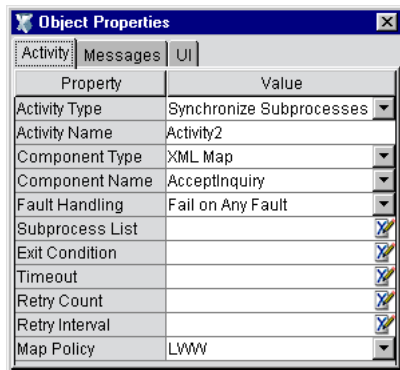 Object Properties
Activity Messages UI
Property Value
Activity Type Synchronize Subprocesses
Activity Name Activity2
Component Type XML Map
Component Name AcceptInquiry
Fault Handling Fail on Any Fault
Subprocess List
Exit Condition
Timeout
Retry Count
Retry Interval
Map Policy LWW